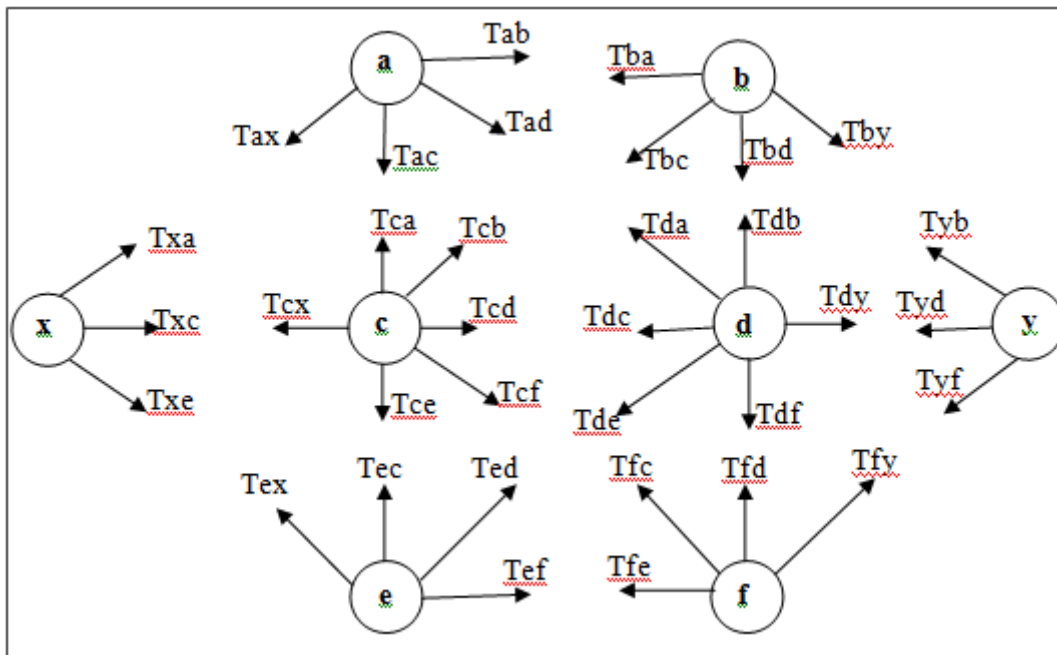 Tab
Tba
a
b
Tax
Tac
Tad
Tbc
Tbd
Tby
Txa
Tca
Tcb
Tda
Tdb
Tyb
x
Txc
Tcx
c
Tcd
Tdc
d
Tdy
Tyd
y
Txe
Tce
Tcf
Tde
Tdf
Tyf
Tex
Tec
Ted
Tfc
Tfd
Tfy
e
Tef
Tfe
f